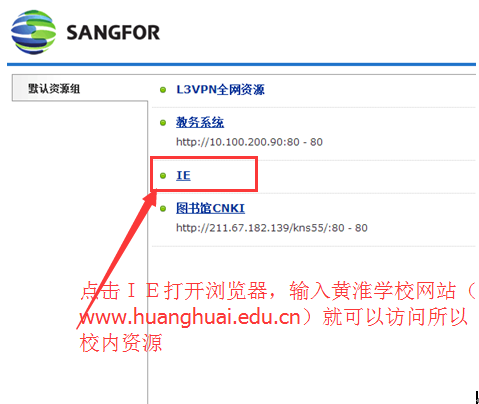 SANGFOR
默认资源组
L3VPN全网资源
教务系统
http://10.100.200.90:80 - 80
IE
图书馆CNKI
http://211.67.182.139/kns55/:80 - 80
点击ＩＥ打开浏览器，输入黄淮学校网站（
www.huanghuai.edu.cn）就可以访问所以
校内资源